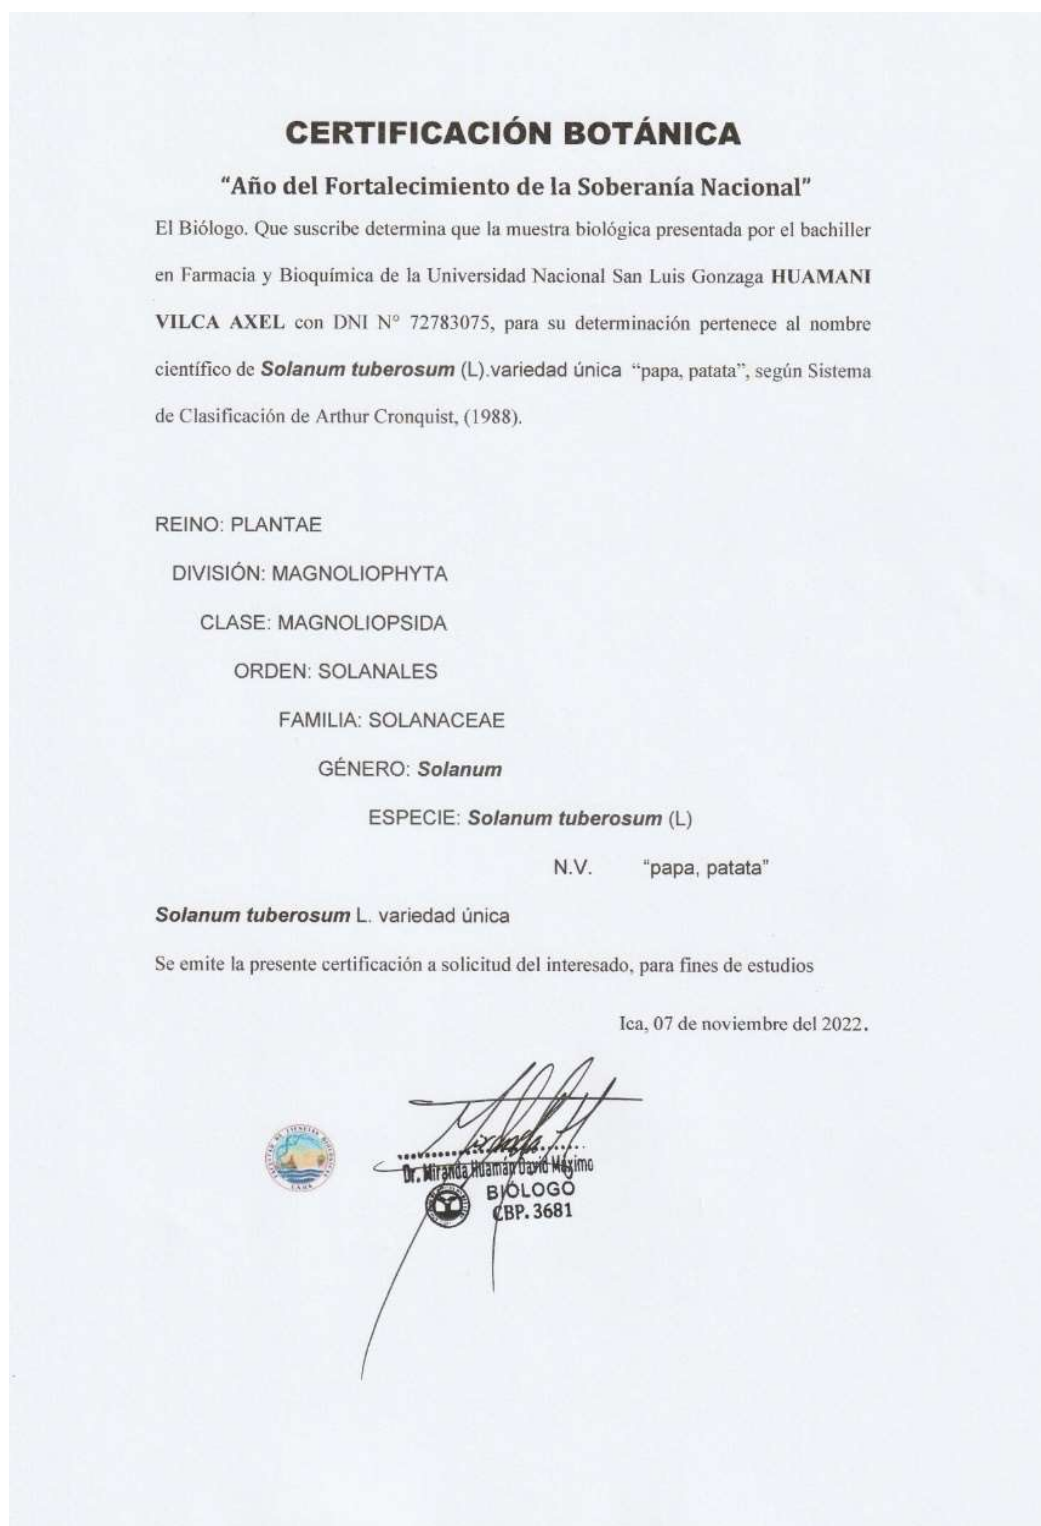 CERTIFICACIÓN BOTÁNICA
“Año del Fortalecimiento de la Soberanía Nacional”
El Biólogo. Que suscribe determina que la muestra biológica presentada por el bachiller
en Farmacia y Bioquímica de la Universidad Nacional San Luis Gonzaga HUAMANI
VILCA AXEL con DNI N° 72783075, para su determinación pertenece al nombre
científico de Solanum tuberosum (L).variedad única “papa, patata”, según Sistema
de Clasificación de Arthur Cronquist, (1988).
REINO: PLANTAE
DIVISIÓN: MAGNOLIOPHYTA
CLASE: MAGNOLIOPSIDA
ORDEN: SOLANALES
FAMILIA: SOLANACEAE
GÉNERO: Solanum
ESPECIE: Solanum tuberosum (L)
N.V. “papa, patata”
Solanum tuberosum L. variedad única
Se emite la presente certificación a solicitud del interesado, para fines de estudios
Ica, 07 de noviembre del 2022.
Dr. Miranda Huamán David Máximo
BIÓLOGO
CBP. 3681